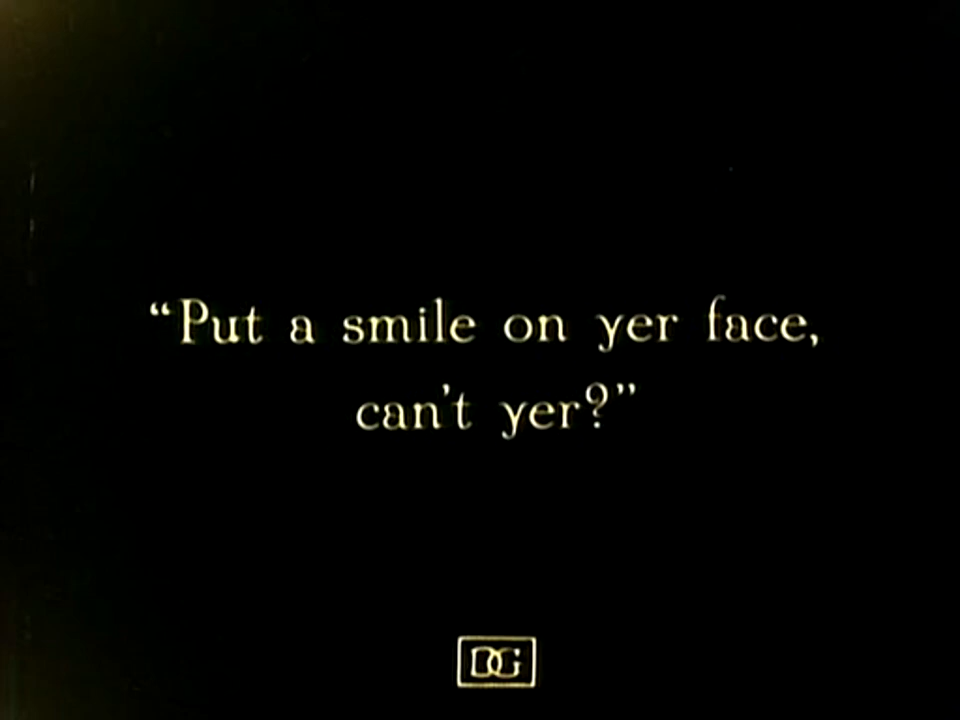 “Put a smile on yer face,
can't yer?”
DG